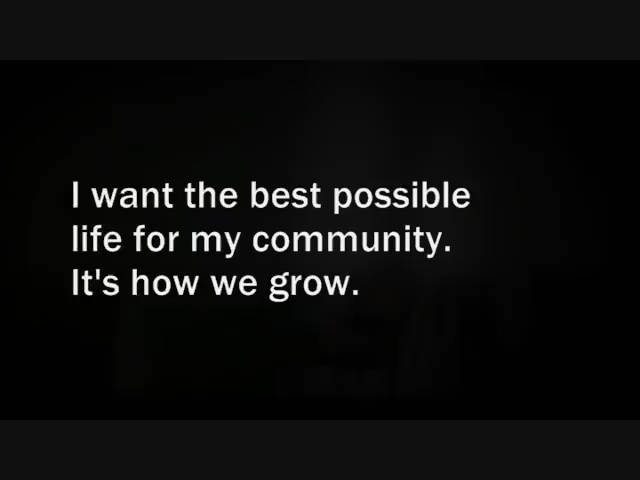 I want the best possible
life for my community.
It's how we grow.